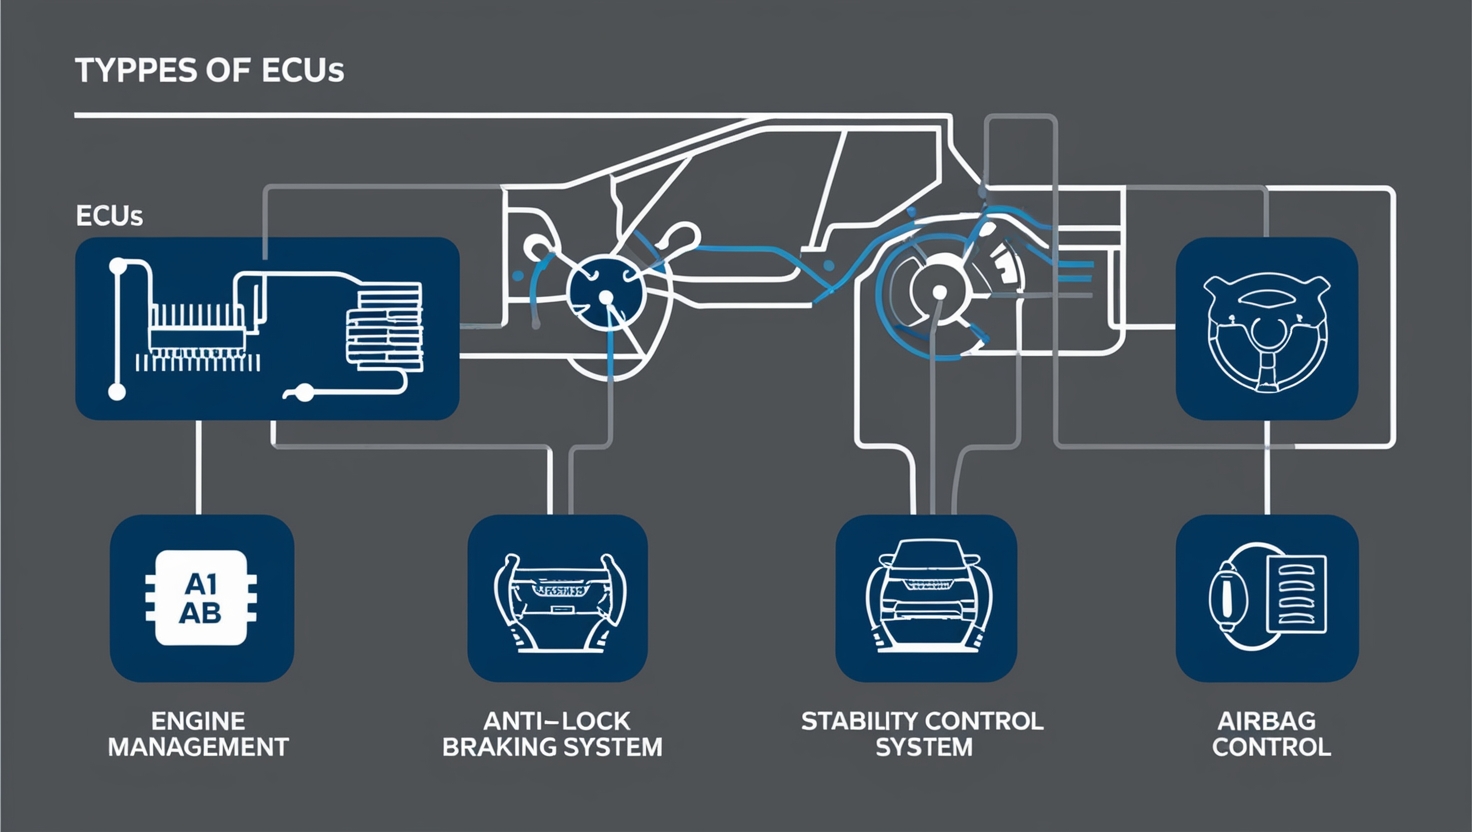 TYPPES OF ECUs
ECUs
A1
AB
ENGINE
MANAGEMENT
ANTI–LOCK
BRAKING SYSTEM
STABILITY CONTROL
SYSTEM
AIRBAG
CONTROL